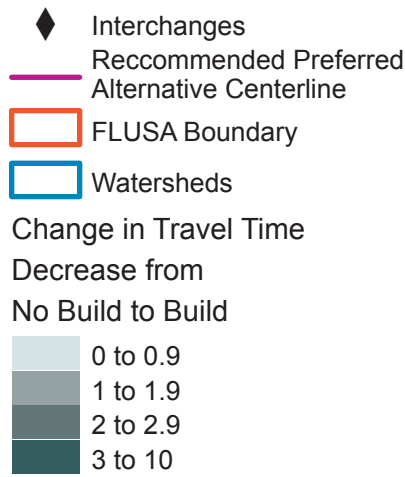 Interchanges
Reccommended Preferred
Alternative Centerline
FLUSA Boundary
Watersheds
Change in Travel Time
Decrease from
No Build to Build
0 to 0.9
1 to 1.9
2 to 2.9
3 to 10